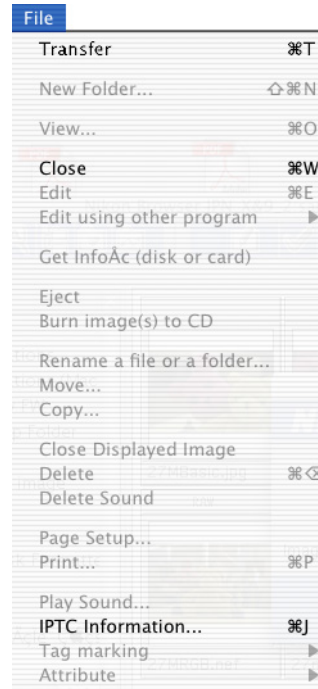 File
Transfer ⌘T
New Folder... ⇧⌘N
View... ⌘O
Close ⌘W
Edit ⌘E
Edit using other program
Get InfoÅc (disk or card)
Eject
Burn image(s) to CD
Rename a file or a folder...
Move...
Copy...
Close Displayed Image
Delete ⌘⌫
Delete Sound
Page Setup...
Print... ⌘P
Play Sound...
IPTC Information... ⌘J
Tag marking
Attribute